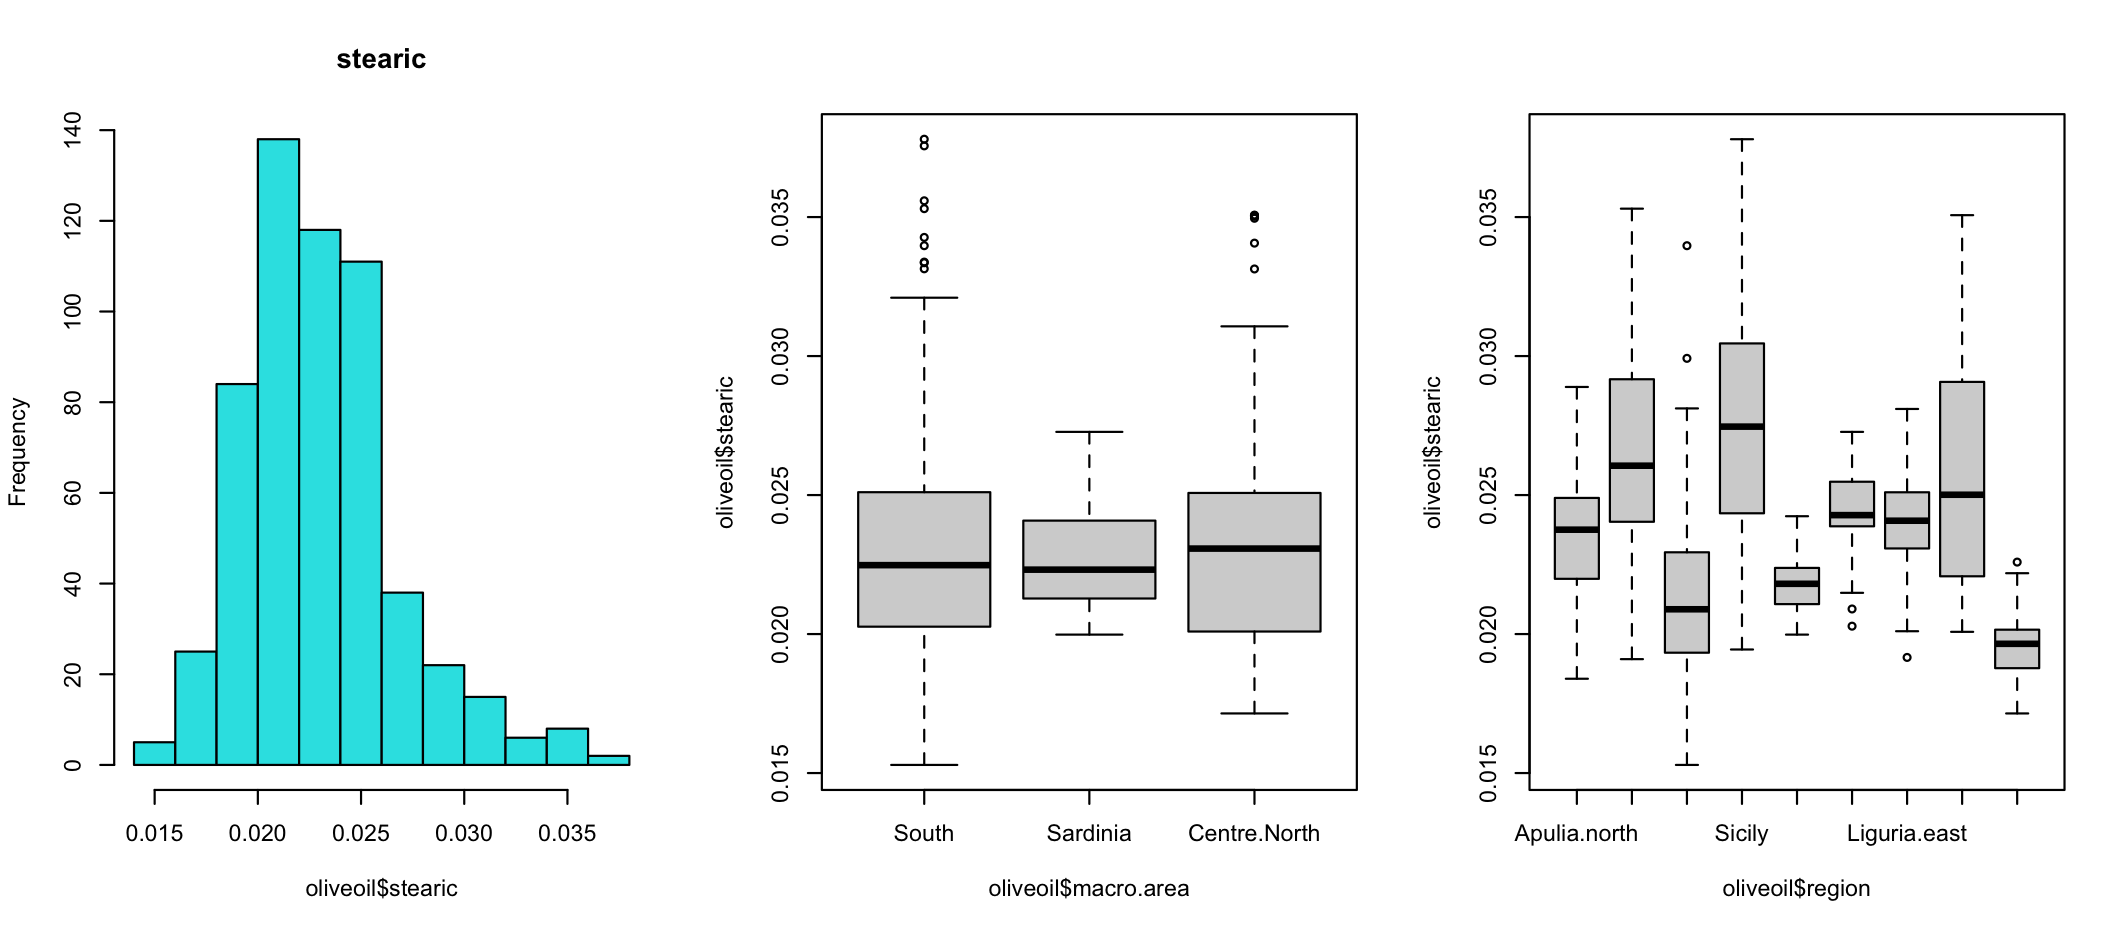 stearic
Frequency
0 20 40 60 80 100 120 140
0.015 0.020 0.025 0.030 0.035
oliveoil$stearic
oliveoil$stearic
0.015 0.020 0.025 0.030 0.035
South Sardinia Centre.North
oliveoil$macro.area
oliveoil$stearic
0.015 0.020 0.025 0.030 0.035
Apulia.north Sicily Liguria.east
oliveoil$region